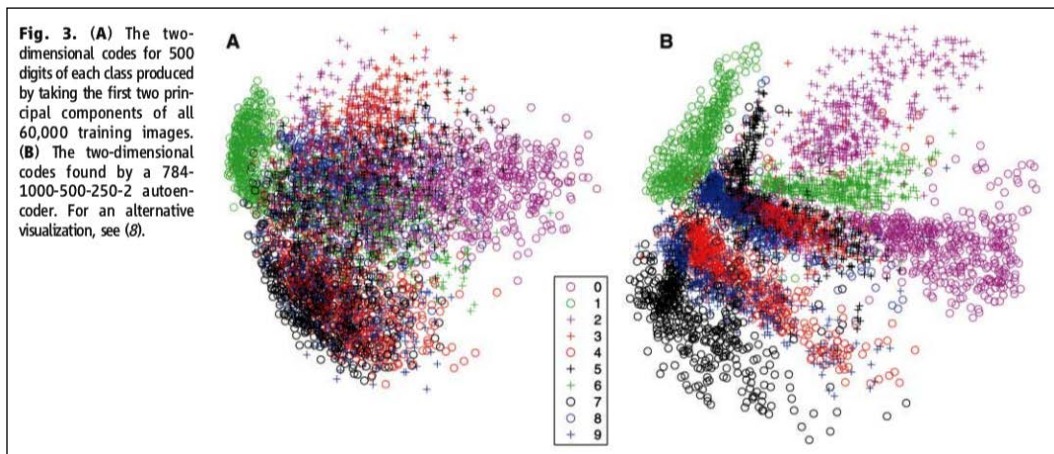 Fig. 3. (A) The two-
dimensional codes for 500
digits of each class produced
by taking the first two prin-
cipal components of all
60,000 training images.
(B) The two-dimensional
codes found by a 784-
1000-500-250-2 autoen-
coder. For an alternative
visualization, see (8).
A
B
0
1
2
3
4
5
6
7
8
9